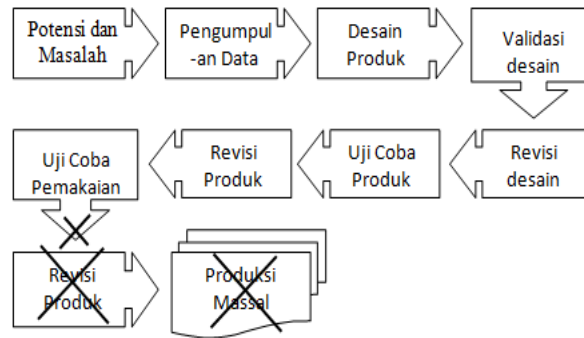 Potensi dan
Masalah
Pengumpul
-an Data
Desain
Produk
Validasi
desain
Revisi
desain
Uji Coba
Produk
Revisi
Produk
Uji Coba
Pemakaian
Revisi
Produk
Produksi
Massal